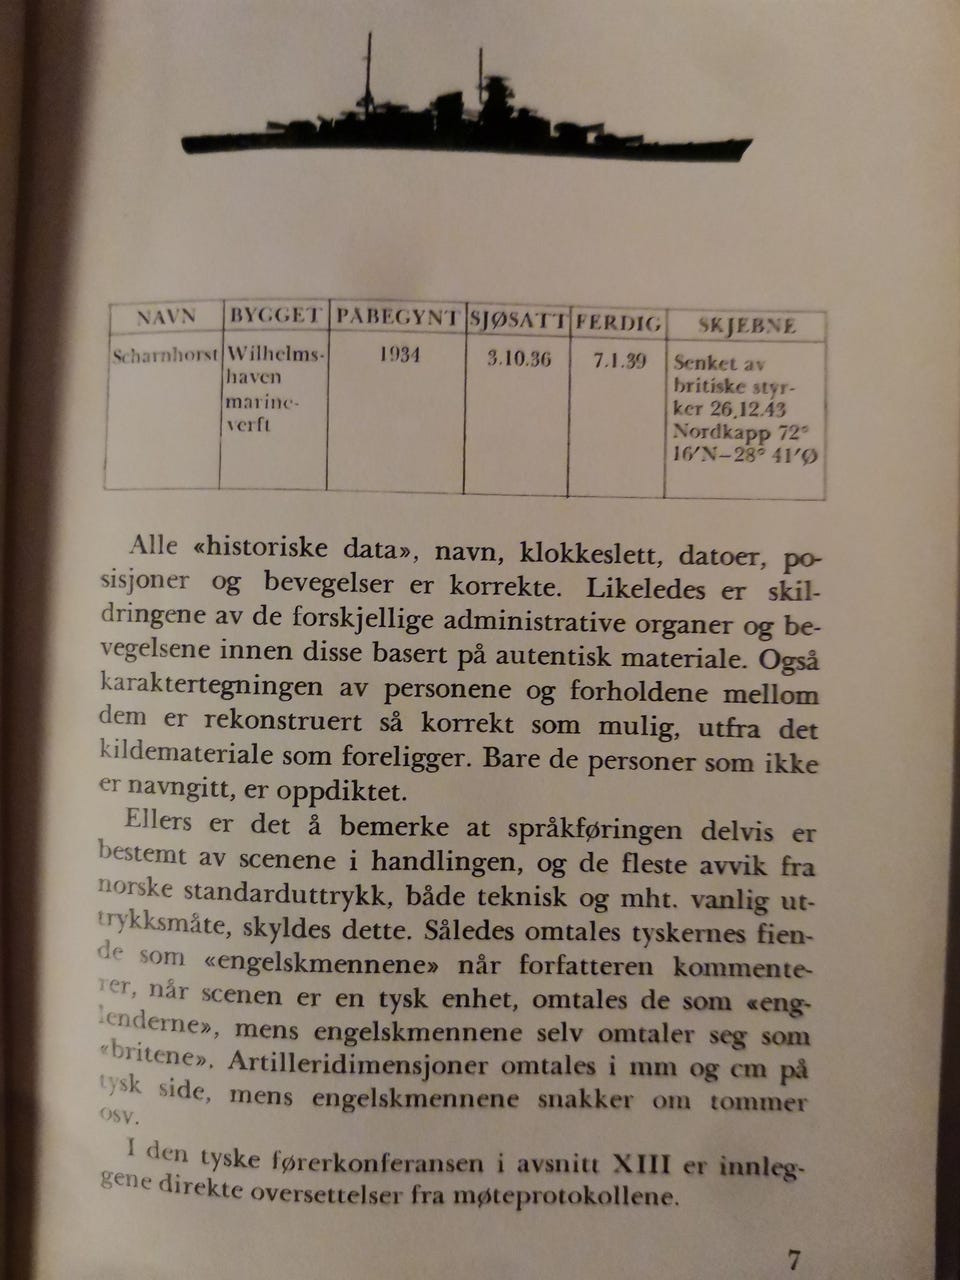 NAVN BYGGET PÅBEGYNT SJØSATT FERDIG SKJEBNE
Scharnhorst Wilhelms- 1934 3.10.36 7.1.39 Senket av
haven britiske styr-
marine- ker 26.12.43
verft Nordkapp 72°
16'N–28° 41'Ø
Alle «historiske data», navn, klokkeslett, datoer, po-
sisjoner og bevegelser er korrekte. Likeledes er skil-
dringene av de forskjellige administrative organer og be-
vegelsene innen disse basert på autentisk materiale. Også
karaktertegningen av personene og forholdene mellom
dem er rekonstruert så korrekt som mulig, utfra det
kildemateriale som foreligger. Bare de personer som ikke
er navngitt, er oppdiktet.
Ellers er det å bemerke at språkføringen delvis er
bestemt av scenene i handlingen, og de fleste avvik fra
norske standarduttrykk, både teknisk og mht. vanlig ut-
trykksmåte, skyldes dette. Således omtales tyskernes fien-
de som «engelskmennene» når forfatteren kommente-
rer, når scenen er en tysk enhet, omtales de som «eng-
lenderne», mens engelskmennene selv omtaler seg som
«britene». Artilleridimensjoner omtales i mm og cm på
tysk side, mens engelskmennene snakker om tommer
osv.
I den tyske førerkonferansen i avsnitt XIII er innleg-
gene direkte oversettelser fra møteprotokollene.
7